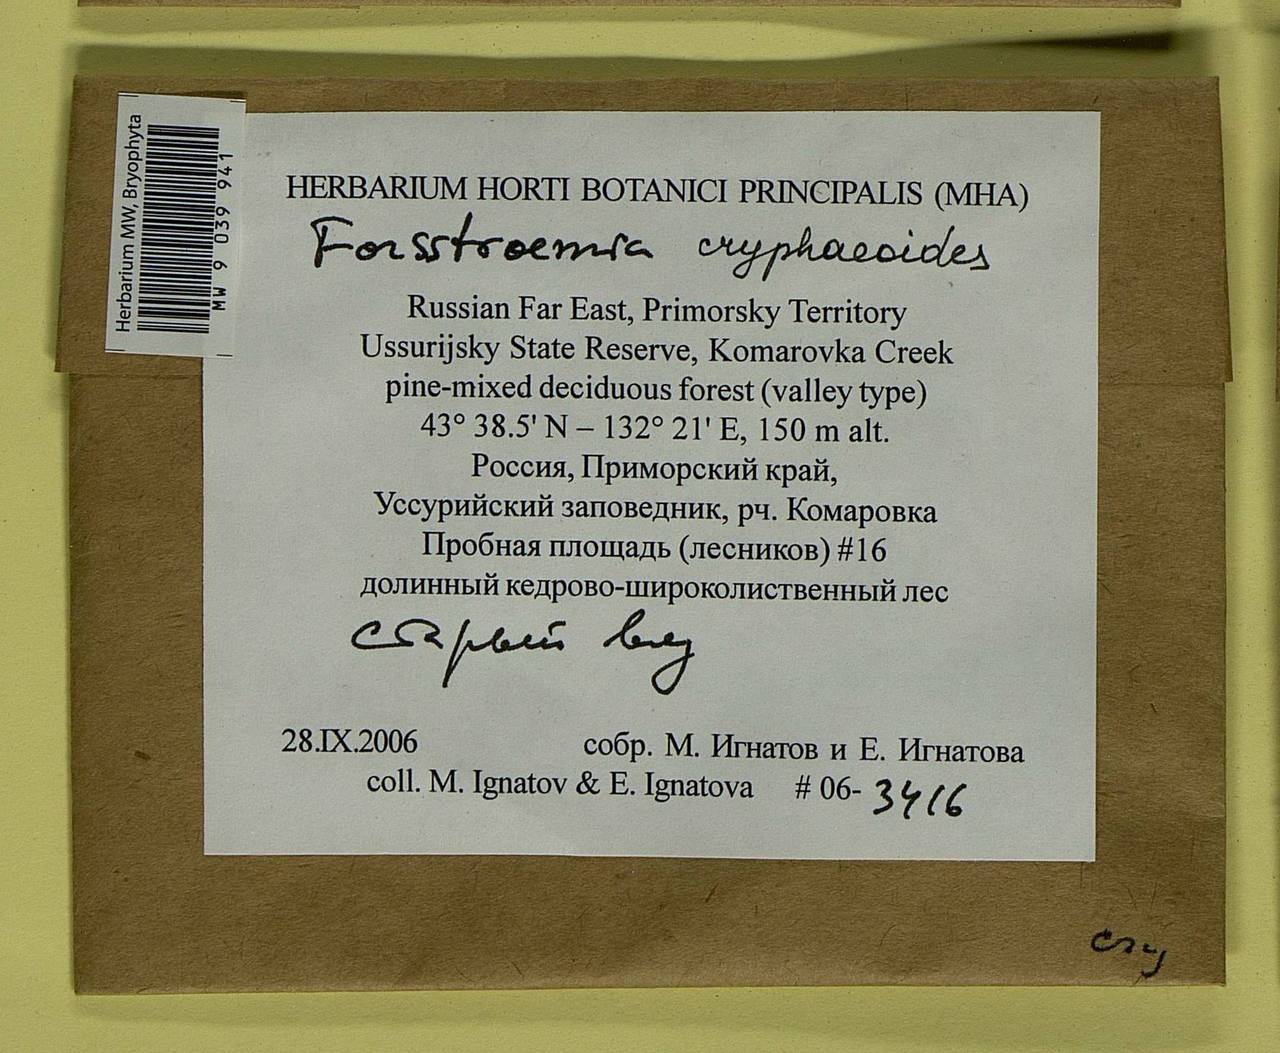 Herbarium MW, Bryophyta
MW 9 039 941
HERBARIUM HORTI BOTANICI PRINCIPALIS (MHA)
Forsstroemia cryphaeoides
Russian Far East, Primorsky Territory
Ussurijsky State Reserve, Komarovka Creek
pine-mixed deciduous forest (valley type)
43° 38.5' N – 132° 21' E, 150 m alt.
Россия, Приморский край,
Уссурийский заповедник, рч. Комаровка
Пробная площадь (лесников) #16
долинный кедрово-широколиственный лес
старый
28.IX.2006 собр. М. Игнатов и Е. Игнатова
coll. M. Ignatov & E. Ignatova # 06-3416